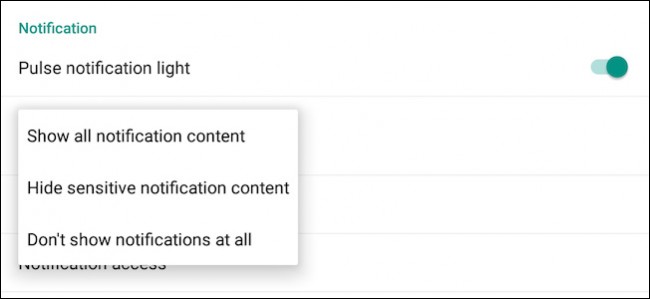 Notification
Pulse notification light
Show all notification content
Hide sensitive notification content
Don't show notifications at all
Notification access